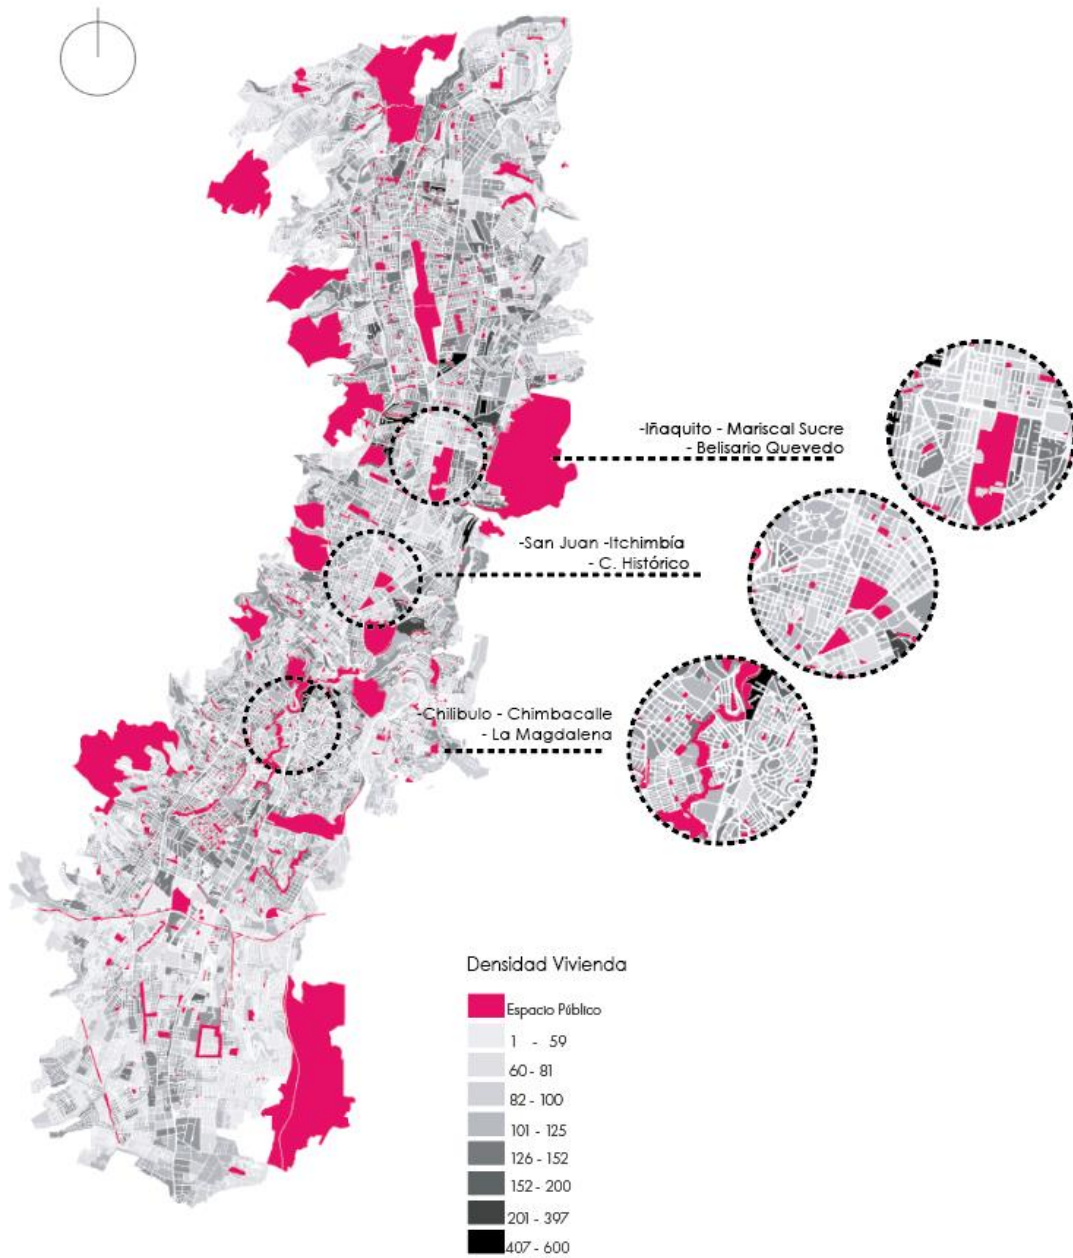 -Iñaquito - Mariscal Sucre
- Belisario Quevedo
-San Juan -Itchimbía
- C. Histórico
-Chilibulo - Chimbacalle
- La Magdalena
Densidad Vivienda
Espacio Público
1 - 59
60 - 81
82 - 100
101 - 125
126 - 152
152 - 200
201 - 397
407 - 600